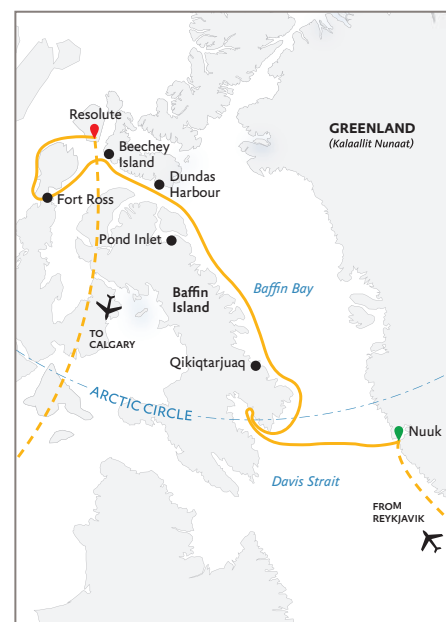 Resolute
Beechey
Island
GREENLAND
(Kalaallit Nunaat)
Dundas
Harbour
Fort Ross
Pond Inlet
Baffin
Island
Baffin Bay
TO
CALGARY
Qikiqtarjuaq
ARCTIC CIRCLE
Nuuk
Davis Strait
FROM
REYKJAVIK